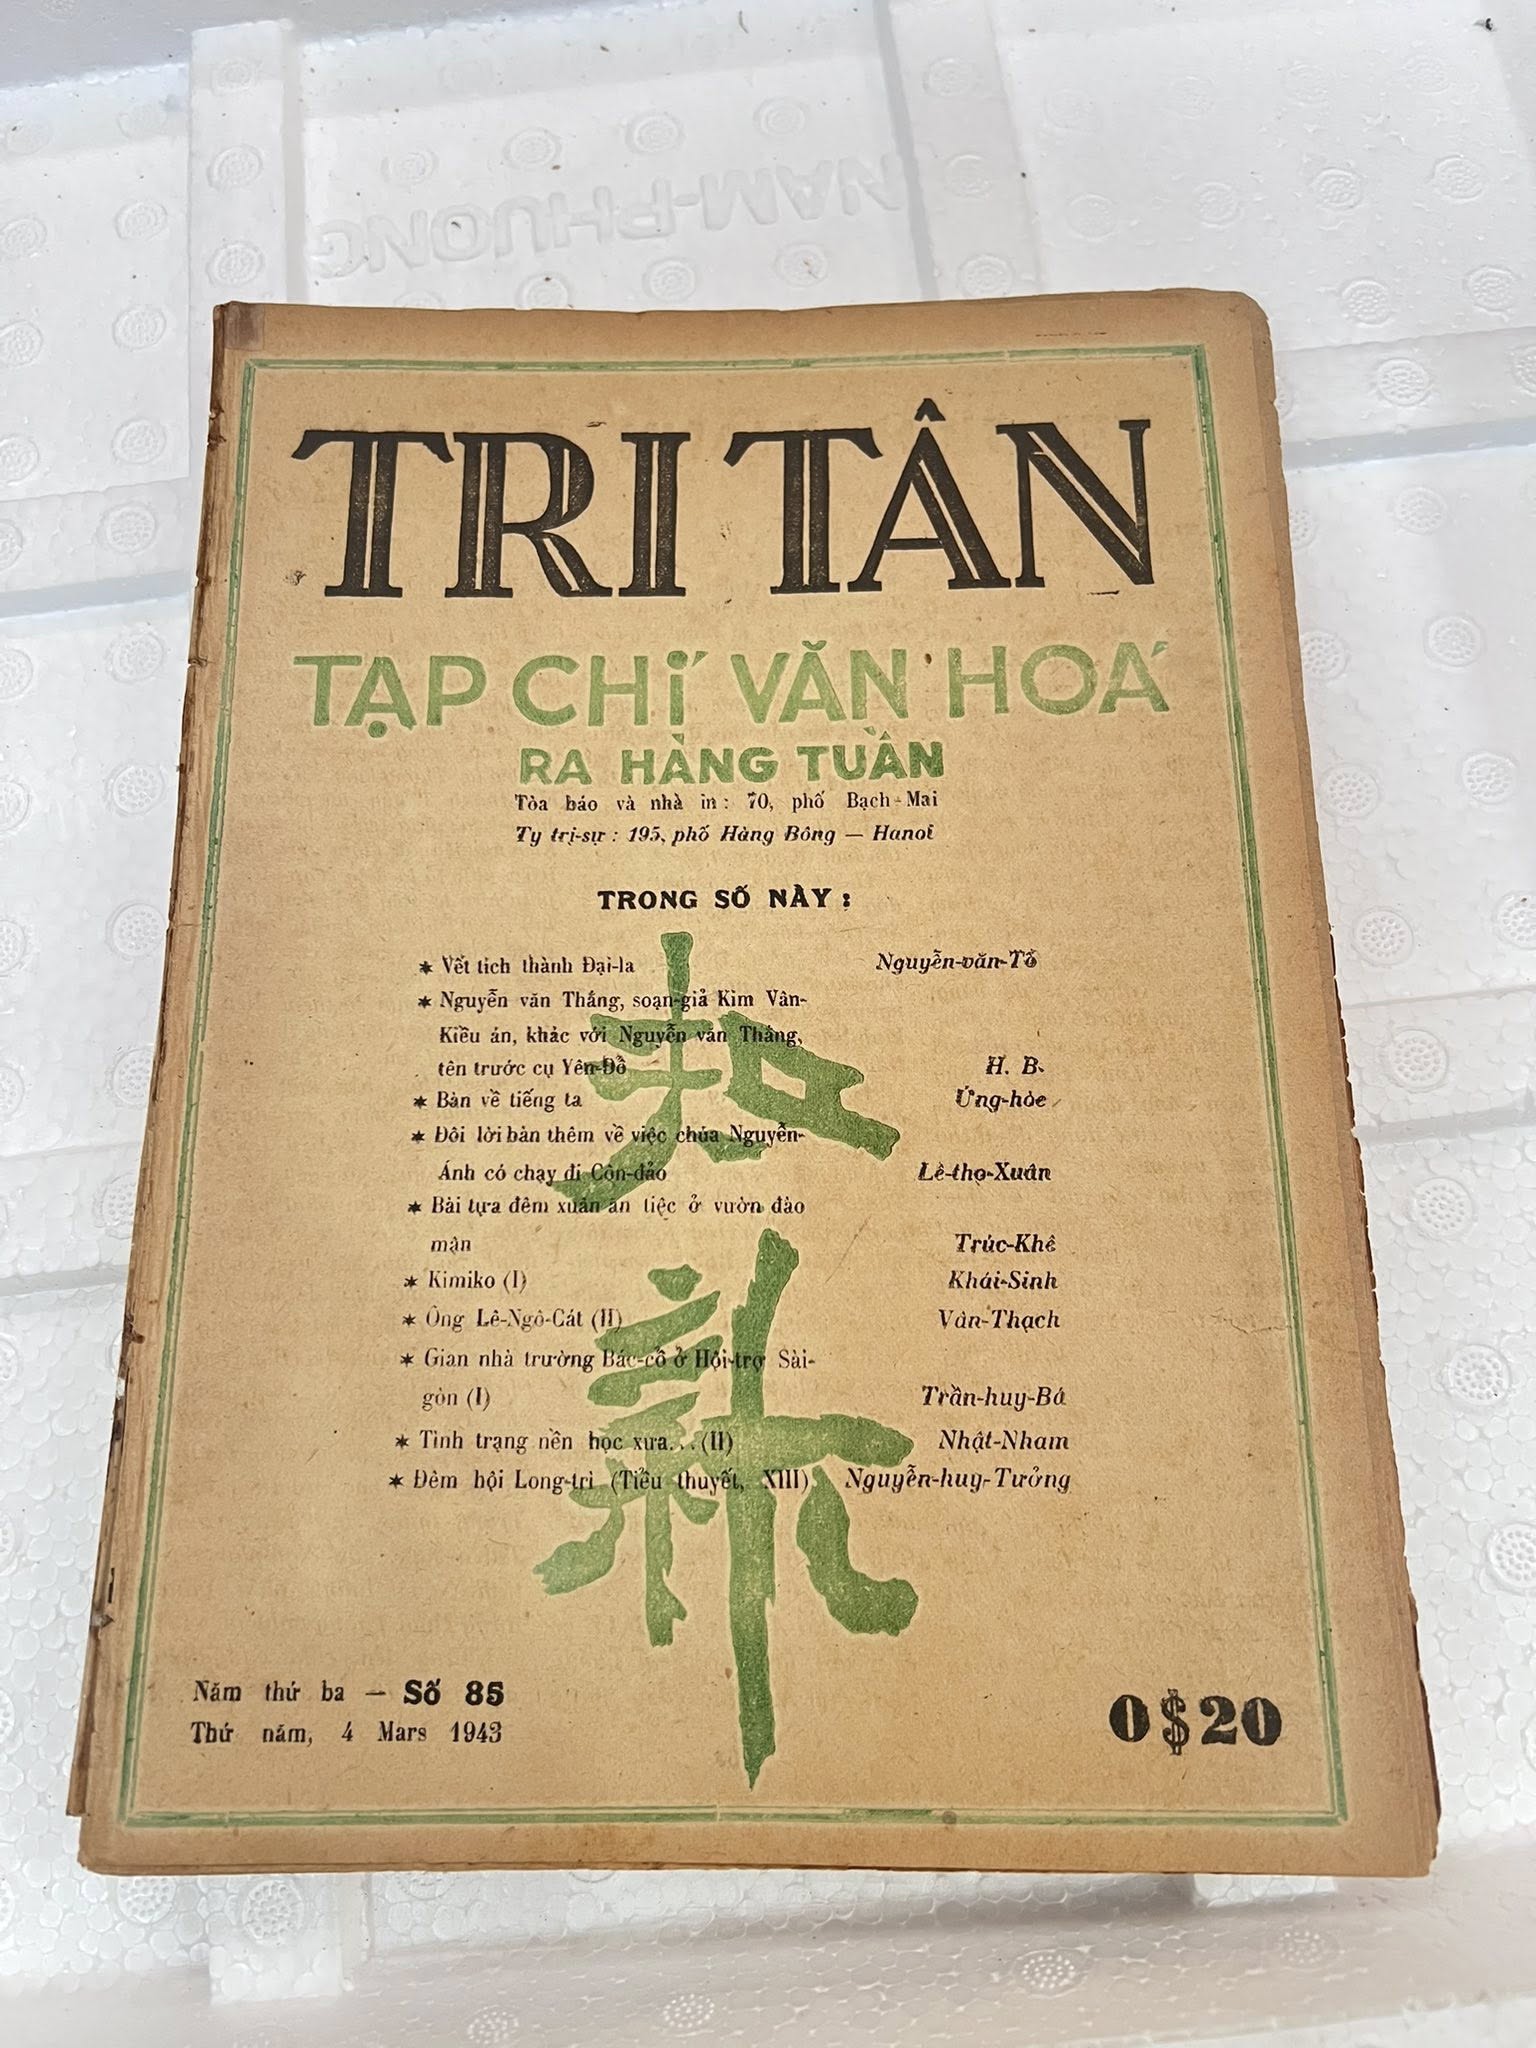 NAM-PHUONG
TRI TÂN
TẠP CHÍ VĂN HOÁ
RA HÀNG TUẦN
Tòa báo và nhà in : 70, phố Bạch-Mai
Ty trị-sự : 195, phố Hàng Bông — Hanoi
TRONG SỐ NÀY :
★ Vết tích thành Đại-la Nguyễn-văn-Tố
★ Nguyễn văn Thắng, soạn-giả Kim Vân-
Kiều án, khác với Nguyễn văn Thắng,
tên trước cụ Yên-Đỗ H. B.
★ Bàn về tiếng ta Ứng-hòe
★ Đôi lời bàn thêm về việc chúa Nguyễn-
Ánh có chạy đi Côn-đảo Lê-thọ-Xuân
★ Bài tựa đêm xuân ăn tiệc ở vườn đào
mận Trúc-Khê
★ Kimiko (I) Khái-Sinh
★ Ông Lê-Ngô-Cát (II) Vân-Thạch
★ Gian nhà trường Bác-cổ ở Hội-trợ Sài-
gòn (I) Trần-huy-Bá
★ Tình trạng nền học xưa... (II) Nhật-Nham
★ Đêm hội Long-trì (Tiểu thuyết, XIII) Nguyễn-huy-Tưởng
知
新
Năm thứ ba — Số 85
Thứ năm, 4 Mars 1943
0$20